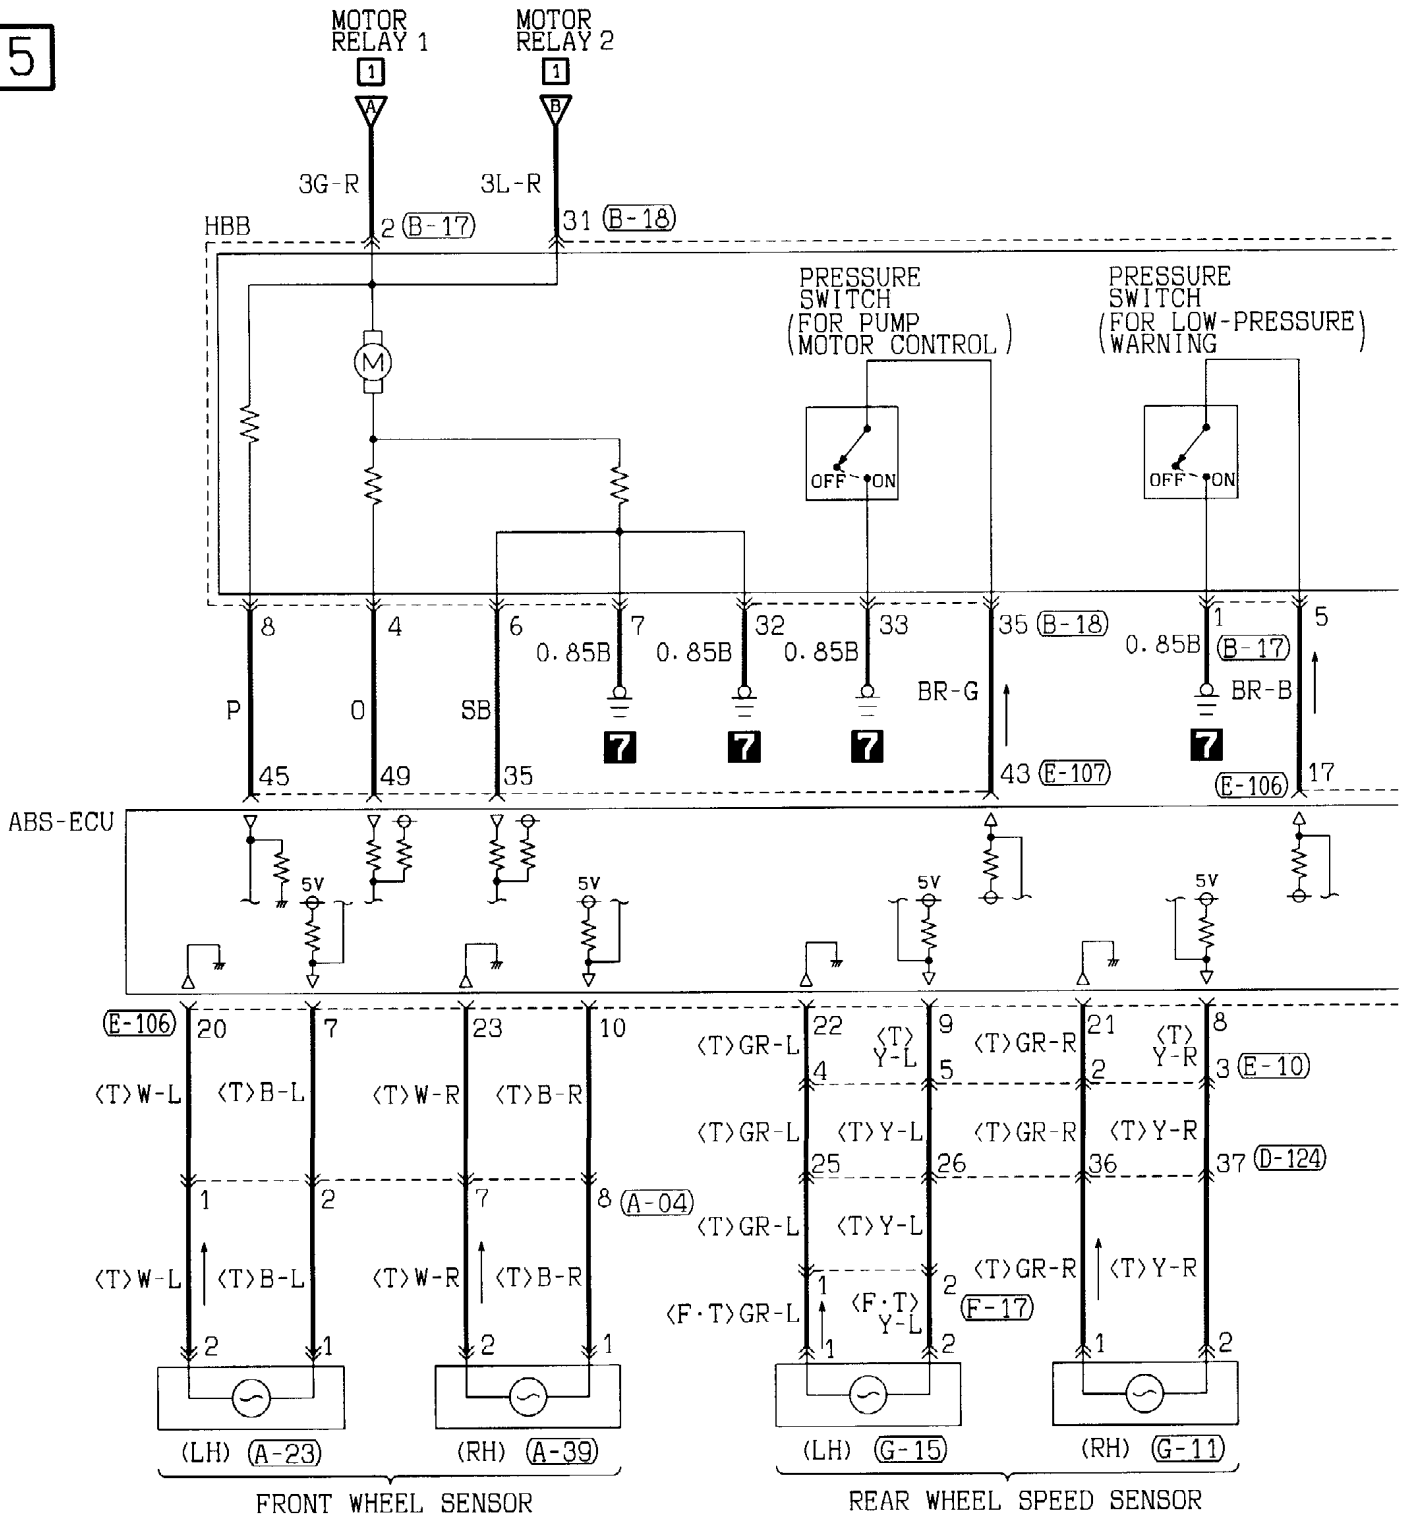 5
MOTOR
RELAY 1
MOTOR
RELAY 2
1
1
A
B
3G-R
3L-R
HBB
2 B-17
31 B-18
PRESSURE
SWITCH
(FOR PUMP
MOTOR CONTROL)
PRESSURE
SWITCH
(FOR LOW-PRESSURE)
WARNING
M
OFF ON
OFF ON
8 4 6 7 32 33 35 B-18 1 5
0.85B 0.85B 0.85B 0.85B B-17
P O SB BR-G BR-B
7 7 7 7
45 49 35 43 E-107 E-106 17
ABS-ECU
5V 5V 5V 5V
E-106 20 7 23 10 22 9 21 8
<T>GR-L <T> Y-L <T>GR-R <T> Y-R
4 5 2 3 E-10
<T>W-L <T>B-L <T>W-R <T>B-R
<T>GR-L <T>Y-L <T>GR-R <T>Y-R
25 26 36 37 D-124
1 2 7 8 A-04
<T>GR-L <T>Y-L
<T>W-L <T>B-L <T>W-R <T>B-R <T>GR-R <T>Y-R
1 2 F-17
<F·T>GR-L <F·T> Y-L
2 1 2 1 1 2 1 2
(LH) A-23 (RH) A-39 (LH) G-15 (RH) G-11
FRONT WHEEL SENSOR
REAR WHEEL SPEED SENSOR